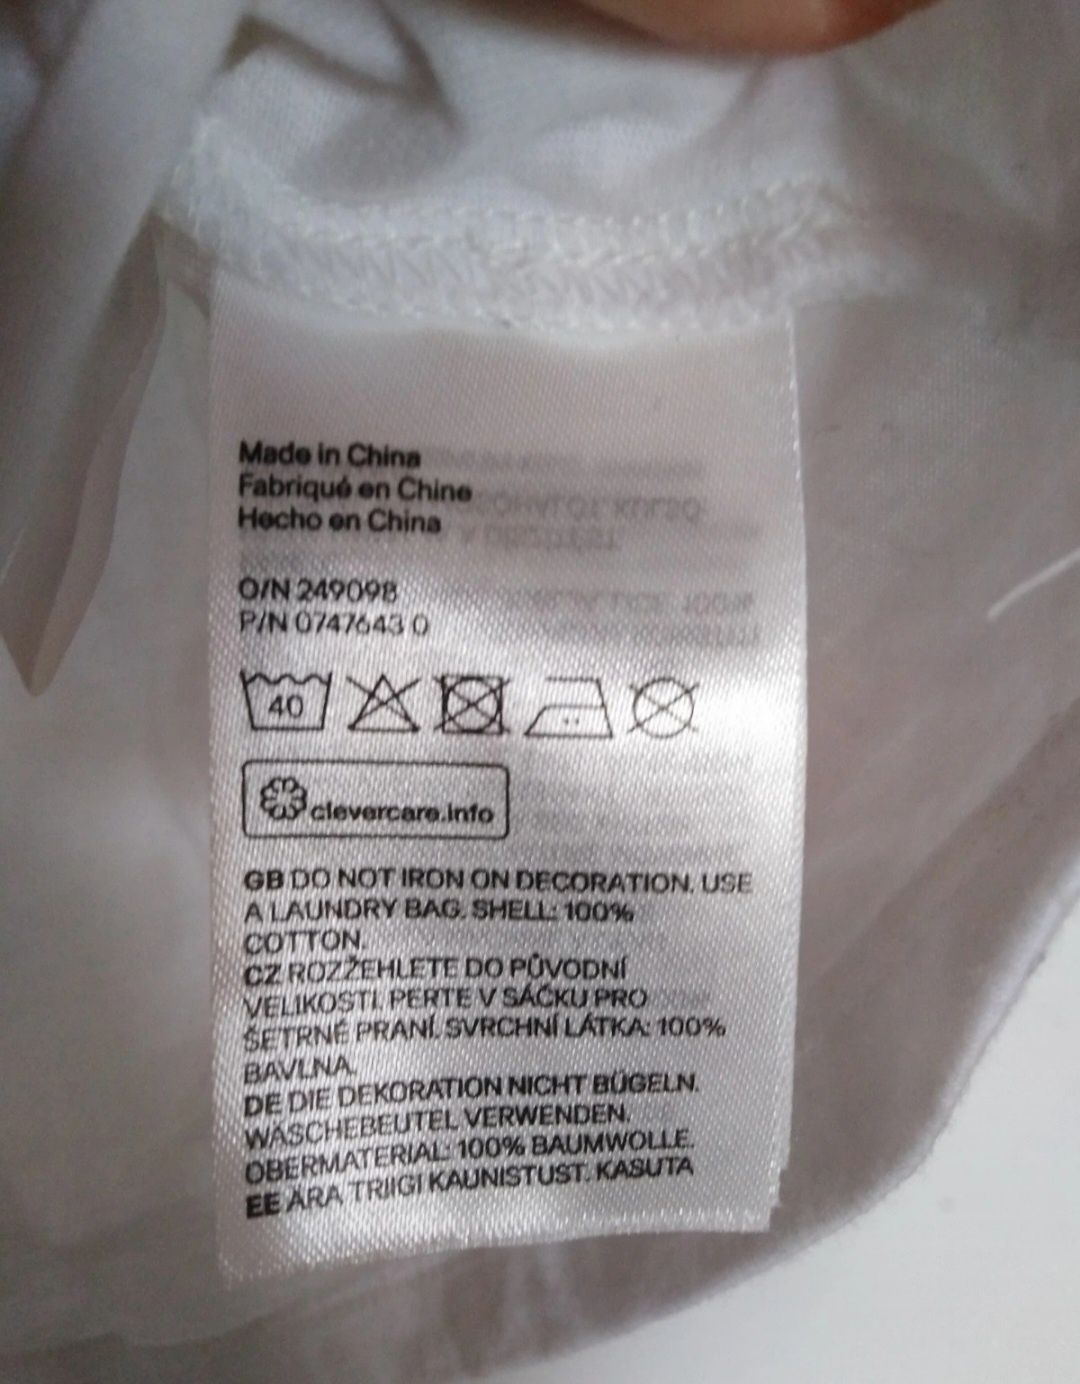 Made in China
Fabriqué en Chine
Hecho en China
O/N 249098
P/N 0747643 0
40
clevercare.info
GB DO NOT IRON ON DECORATION. USE
A LAUNDRY BAG. SHELL: 100%
COTTON.
CZ ROZŽEHLETE DO PŮVODNÍ
VELIKOSTI. PERTE V SÁČKU PRO
ŠETRNÉ PRANÍ. SVRCHNÍ LÁTKA: 100%
BAVLNA.
DE DIE DEKORATION NICHT BÜGELN.
WÄSCHEBEUTEL VERWENDEN.
OBERMATERIAL: 100% BAUMWOLLE.
EE ÄRA TRIIGI KAUNISTUST. KASUTA